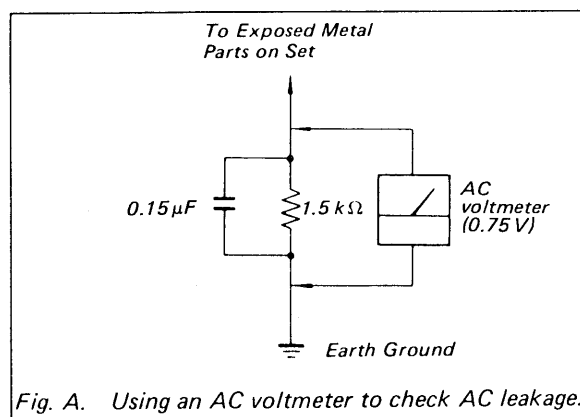 To Exposed Metal
Parts on Set
0.15 µF
1.5 kΩ
AC
voltmeter
(0.75 V)
Earth Ground
Fig. A. Using an AC voltmeter to check AC leakage.